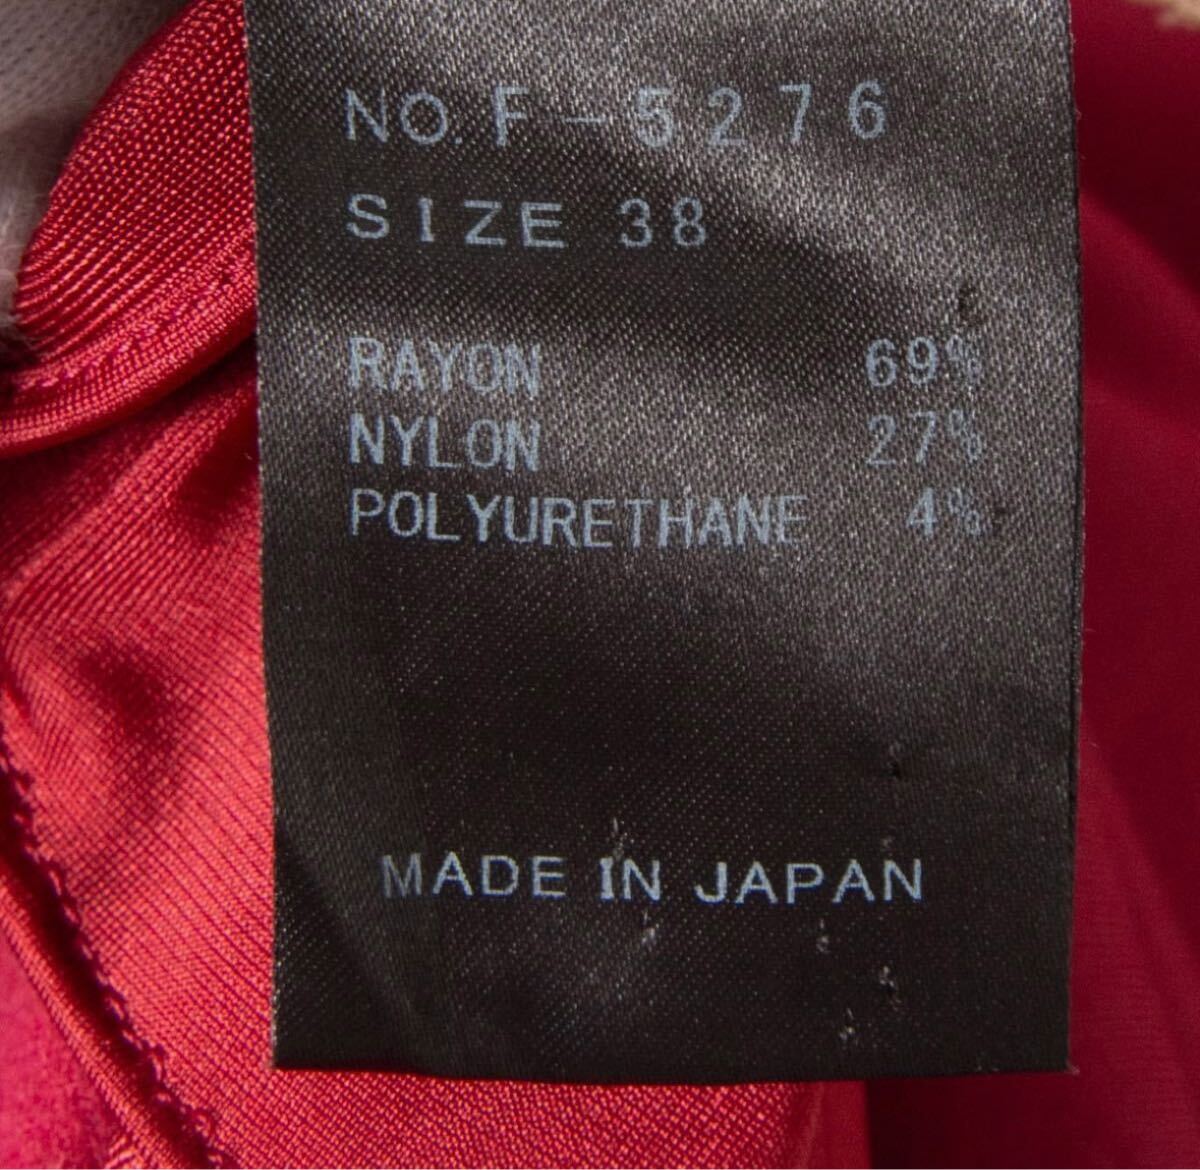 NO. F-5276
SIZE 38
RAYON 69%
NYLON 27%
POLYURETHANE 4%
MADE IN JAPAN